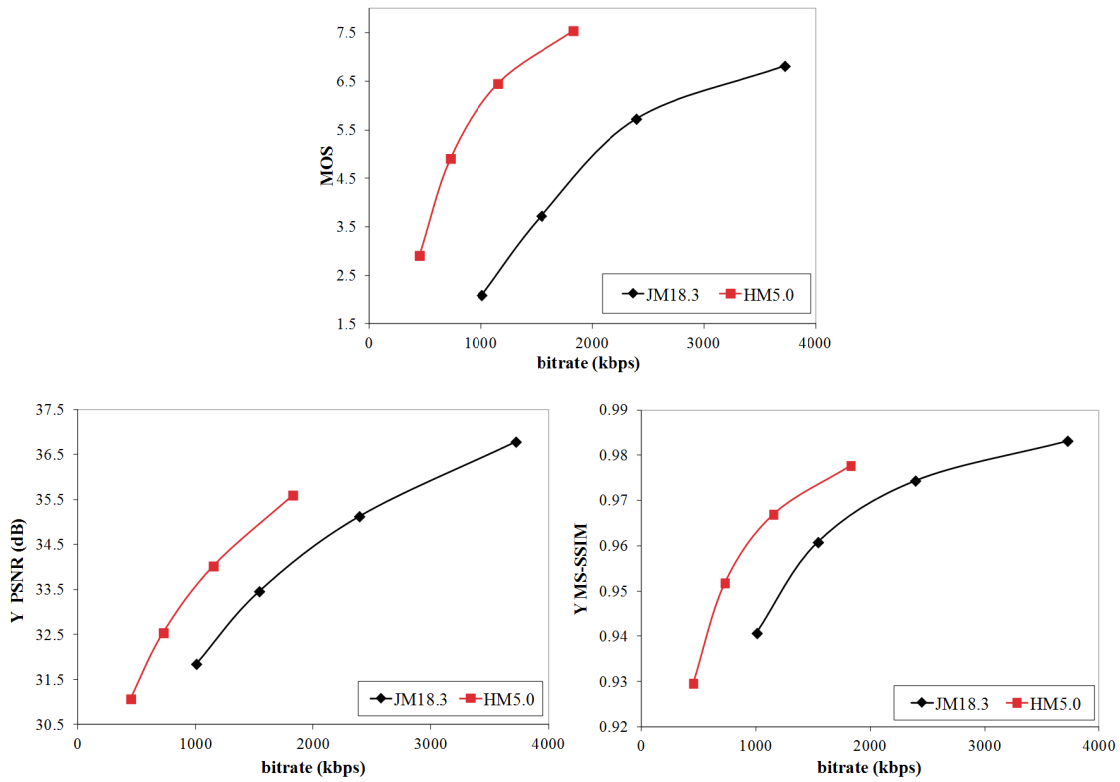 7.5
6.5
5.5
4.5
3.5
2.5
1.5
MOS
JM18.3 HM5.0
0 1000 2000 3000 4000
bitrate (kbps)
37.5
36.5
35.5
34.5
33.5
32.5
31.5
30.5
Y PSNR (dB)
JM18.3 HM5.0
0 1000 2000 3000 4000
bitrate (kbps)
0.99
0.98
0.97
0.96
0.95
0.94
0.93
0.92
Y MS-SSIM
JM18.3 HM5.0
0 1000 2000 3000 4000
bitrate (kbps)